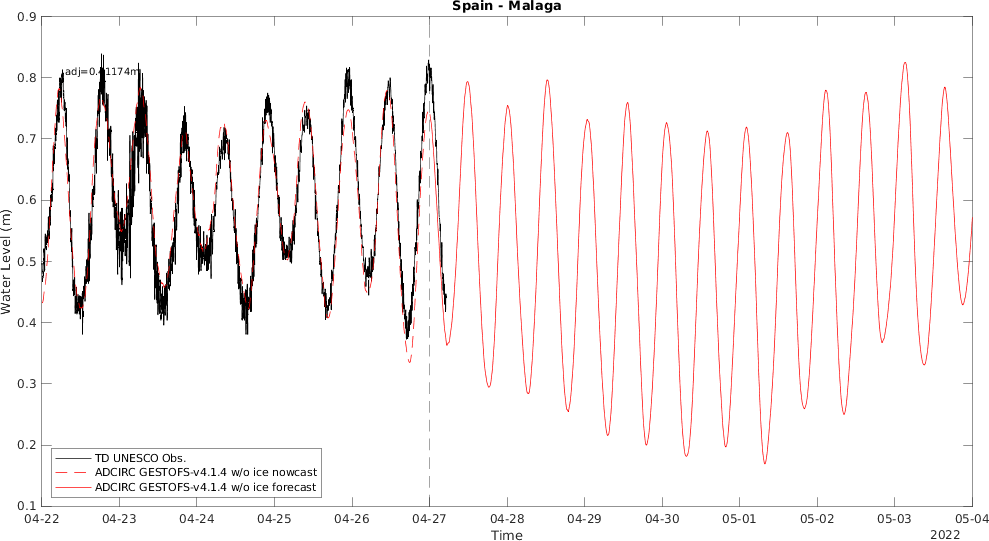 Spain - Malaga
0.9
0.8
0.7
0.6
0.5
0.4
0.3
0.2
0.1
Water Level (m)
TD UNESCO Obs.
ADCIRC GESTOFS-v4.1.4 w/o ice nowcast
ADCIRC GESTOFS-v4.1.4 w/o ice forecast
04-22 04-23 04-24 04-25 04-26 04-27 04-28 04-29 04-30 05-01 05-02 05-03 05-04
Time
2022